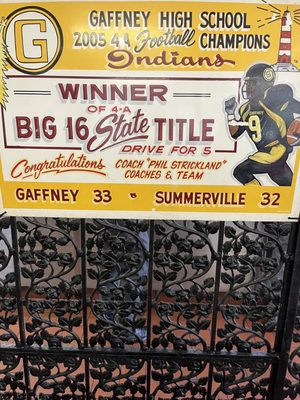 G
GAFFNEY HIGH SCHOOL
2005 4A Football CHAMPIONS
Indians
WINNER
OF 4-A
BIG 16 State TITLE
DRIVE FOR 5
Congratulations COACH "PHIL STRICKLAND"
COACHES & TEAM
GAFFNEY 33 - SUMMERVILLE 32
G
9